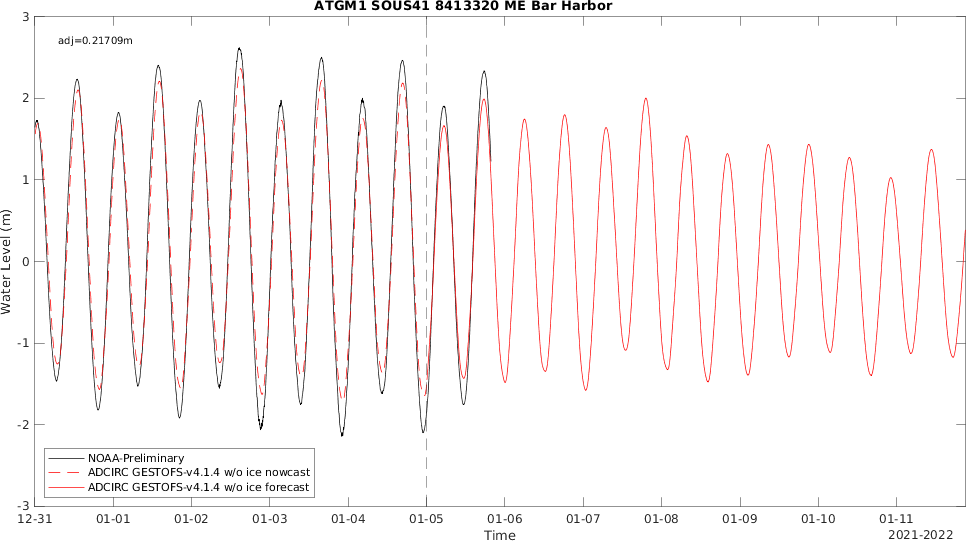 ATGM1 SOUS41 8413320 ME Bar Harbor
3
adj=0.21709m
2
1
0
-1
-2
-3
Water Level (m)
NOAA-Preliminary
ADCIRC GESTOFS-v4.1.4 w/o ice nowcast
ADCIRC GESTOFS-v4.1.4 w/o ice forecast
12-31 01-01 01-02 01-03 01-04 01-05 01-06 01-07 01-08 01-09 01-10 01-11
Time
2021-2022